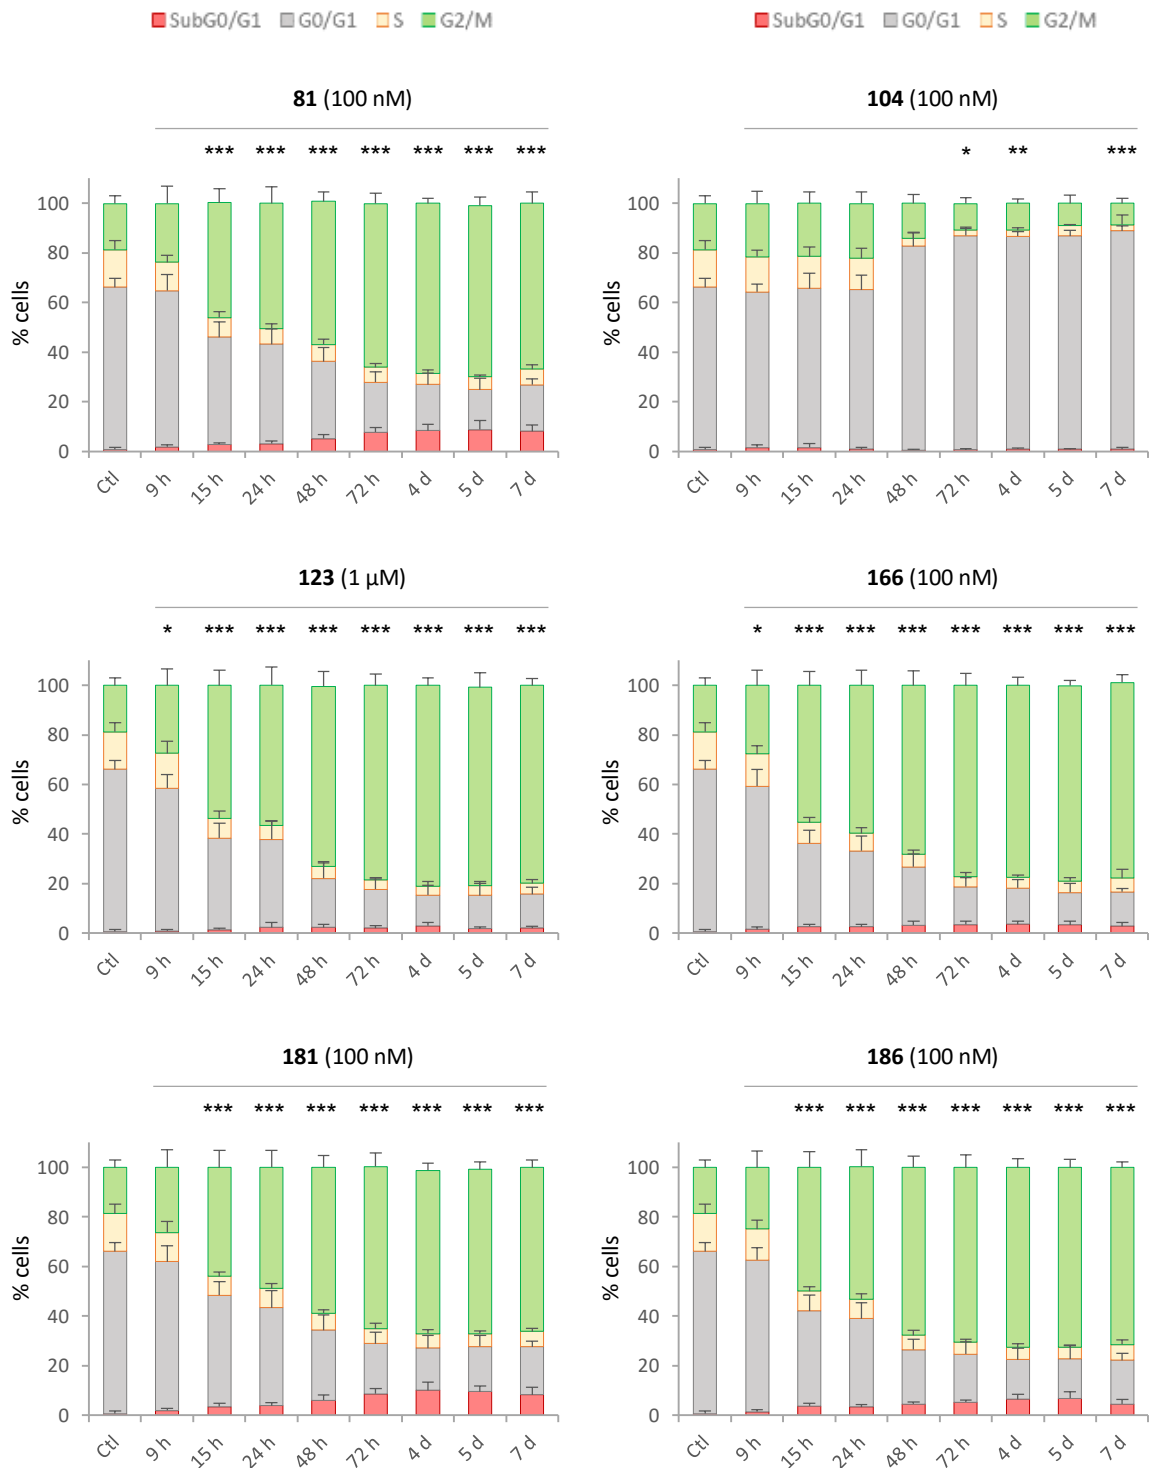 SubG0/G1 G0/G1 S G2/M
SubG0/G1 G0/G1 S G2/M
81 (100 nM)
*** *** *** *** *** *** ***
% cells
100
80
60
40
20
0
Ctl 9 h 15 h 24 h 48 h 72 h 4 d 5 d 7 d
104 (100 nM)
* ** ***
% cells
100
80
60
40
20
0
Ctl 9 h 15 h 24 h 48 h 72 h 4 d 5 d 7 d
123 (1 µM)
* *** *** *** *** *** *** ***
% cells
100
80
60
40
20
0
Ctl 9 h 15 h 24 h 48 h 72 h 4 d 5 d 7 d
166 (100 nM)
* *** *** *** *** *** *** ***
% cells
100
80
60
40
20
0
Ctl 9 h 15 h 24 h 48 h 72 h 4 d 5 d 7 d
181 (100 nM)
*** *** *** *** *** *** ***
% cells
100
80
60
40
20
0
Ctl 9 h 15 h 24 h 48 h 72 h 4 d 5 d 7 d
186 (100 nM)
*** *** *** *** *** *** ***
% cells
100
80
60
40
20
0
Ctl 9 h 15 h 24 h 48 h 72 h 4 d 5 d 7 d